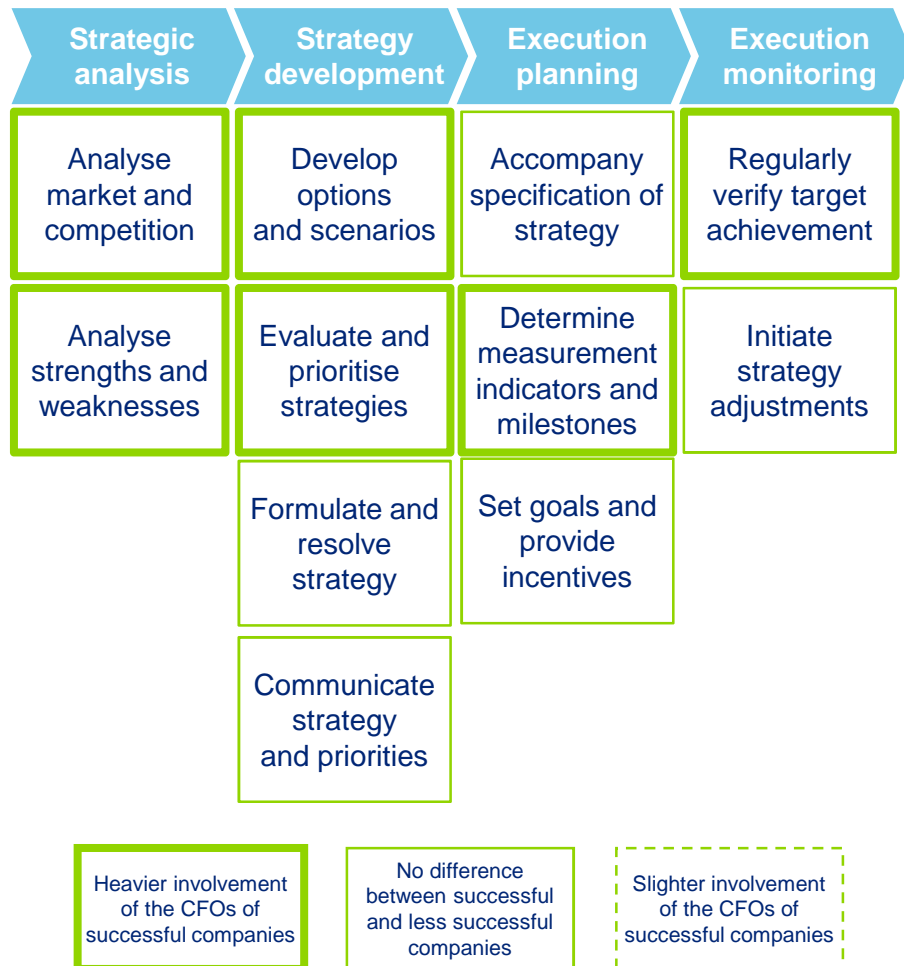 Strategic
analysis
Strategy
development
Execution
planning
Execution
monitoring
Analyse
market and
competition
Develop
options
and scenarios
Accompany
specification of
strategy
Regularly
verify target
achievement
Analyse
strengths and
weaknesses
Evaluate and
prioritise
strategies
Determine
measurement
indicators and
milestones
Initiate
strategy
adjustments
Formulate and
resolve
strategy
Set goals and
provide
incentives
Communicate
strategy
and priorities
Heavier involvement
of the CFOs of
successful companies
No difference
between successful
and less successful
companies
Slighter involvement
of the CFOs of
successful companies